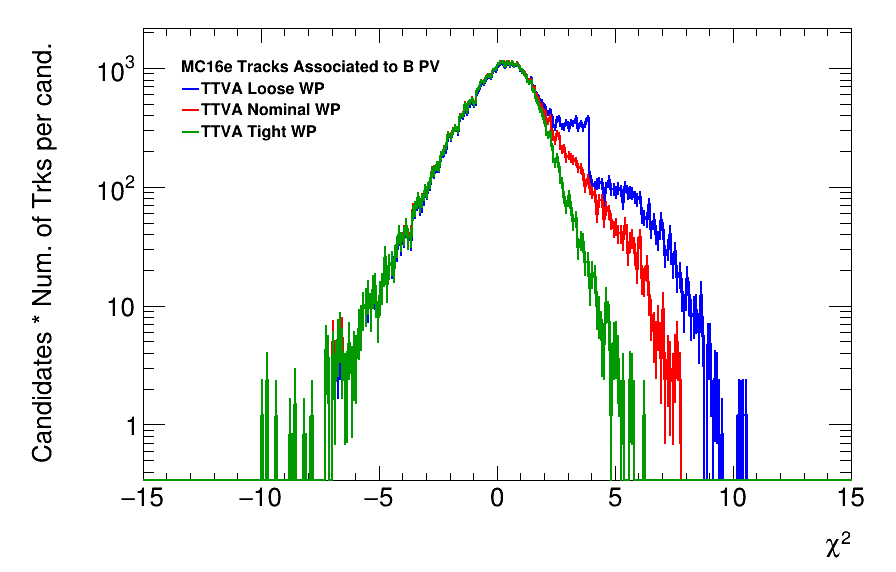 Candidates * Num. of Trks per cand.
MC16e Tracks Associated to B PV
TTVA Loose WP
TTVA Nominal WP
TTVA Tight WP
10³
10²
10
1
−15 −10 −5 0 5 10 15
χ²